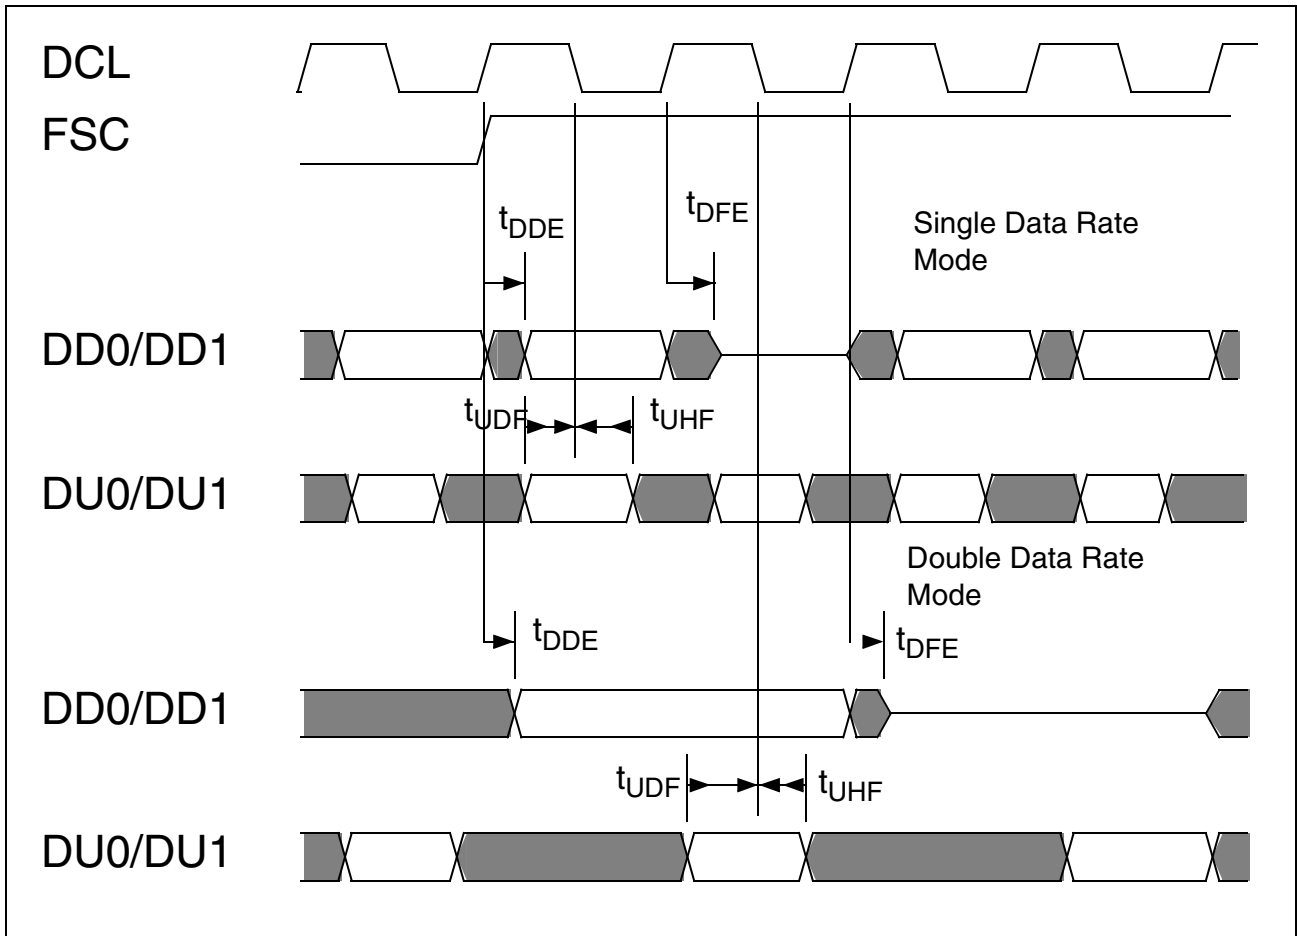 DCL
FSC
tDDE
tDFE
Single Data Rate
Mode
DD0/DD1
tUDF
tUHF
DU0/DU1
Double Data Rate
Mode
tDDE
tDFE
DD0/DD1
tUDF
tUHF
DU0/DU1